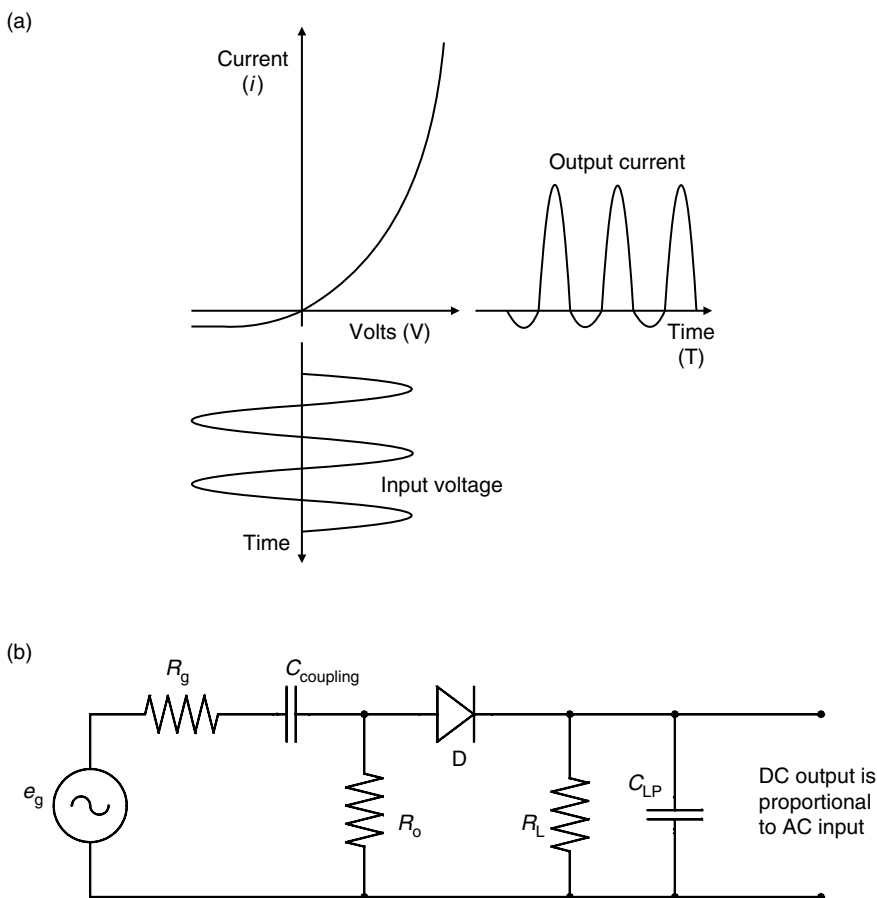 (a)
Current
(i)
Output current
Volts (V)
Time
(T)
Input voltage
Time
(b)
Rg
Ccoupling
D
eg
Ro
RL
CLP
DC output is
proportional
to AC input